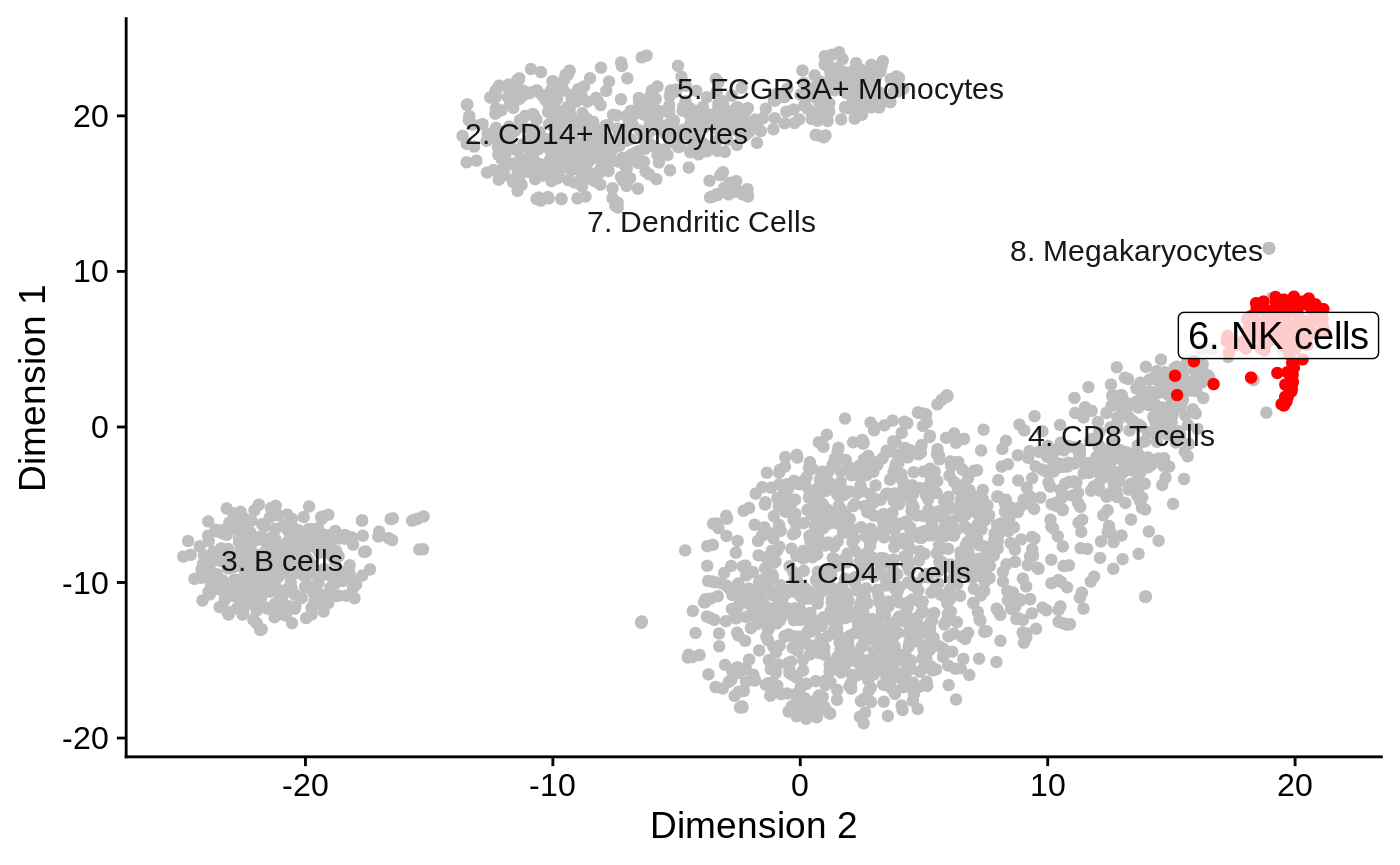 5. FCGR3A+ Monocytes
20
2. CD14+ Monocytes
7. Dendritic Cells
8. Megakaryocytes
10
6. NK cells
Dimension 1
0
4. CD8 T cells
3. B cells
1. CD4 T cells
-10
-20
-20 -10 0 10 20
Dimension 2